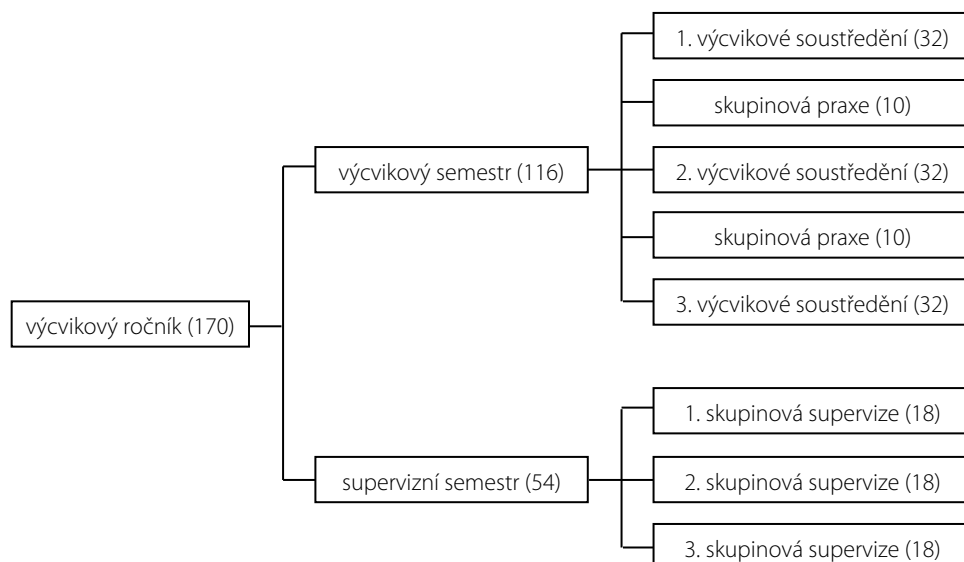 1. výcvikové soustředění (32)
skupinová praxe (10)
výcvikový semestr (116)
2. výcvikové soustředění (32)
skupinová praxe (10)
3. výcvikové soustředění (32)
výcvikový ročník (170)
1. skupinová supervize (18)
supervizní semestr (54)
2. skupinová supervize (18)
3. skupinová supervize (18)